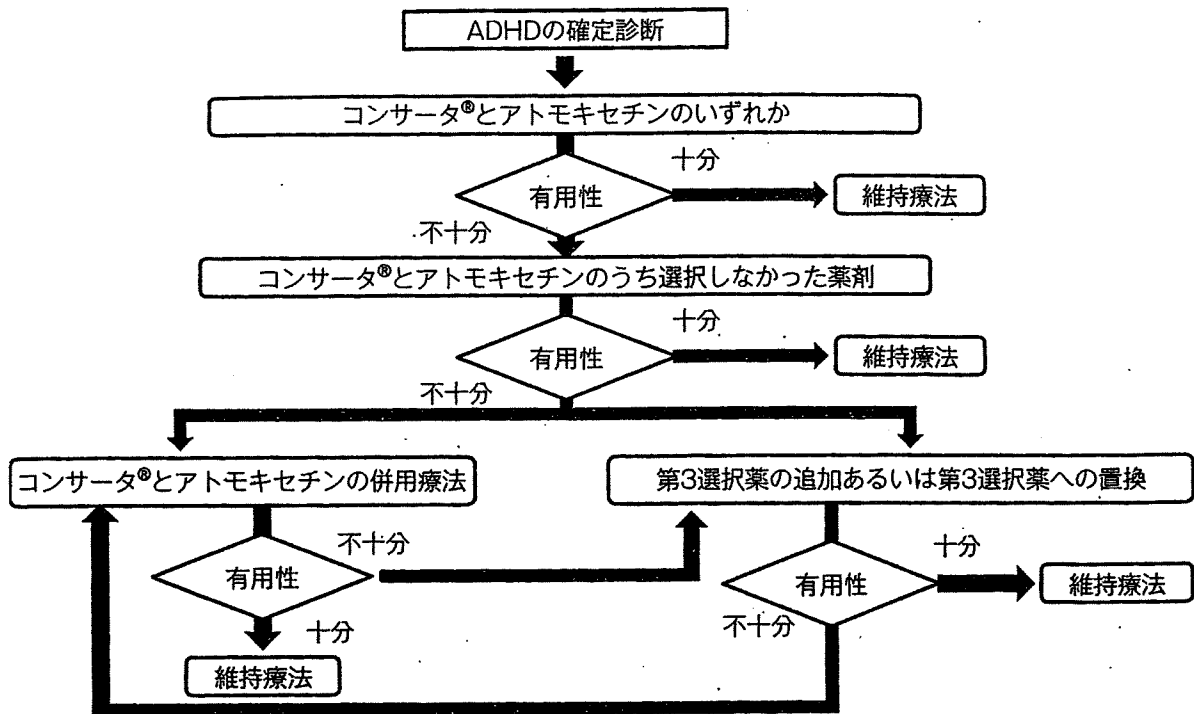 ADHDの確定診断
コンサータ®とアトモキセチンのいずれか
十分
有用性
維持療法
不十分
コンサータ®とアトモキセチンのうち選択しなかった薬剤
十分
有用性
維持療法
不十分
コンサータ®とアトモキセチンの併用療法
第3選択薬の追加あるいは第3選択薬への置換
不十分
有用性
十分
維持療法
十分
有用性
維持療法
不十分